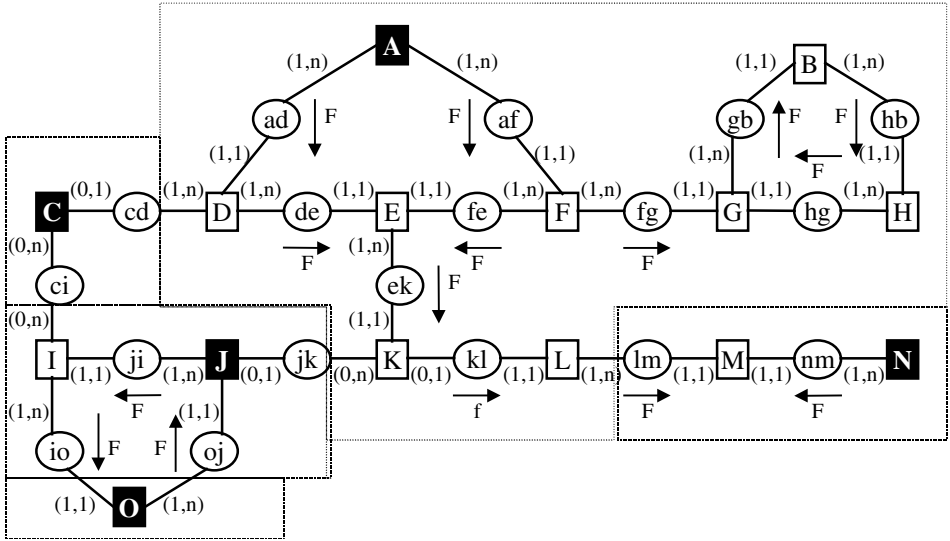 A
B
(1,n) (1,n)
(1,1) (1,n)
ad F F af
gb F F hb
(1,1) (1,1)
(1,n) F (1,1)
C (0,1) cd (1,n) D (1,n) de (1,1) E (1,1) fe (1,n) F (1,n) fg (1,1) G (1,1) hg (1,n) H
F F F
(0,n) (1,n)
ci ek F
(0,n) (1,1)
I (1,1) ji (1,n) J (0,1) jk (0,n) K (0,1) kl (1,1) L (1,n) lm (1,1) M (1,1) nm (1,n) N
F f F F
(1,n) (1,1)
io F F oj
(1,1) O (1,n)